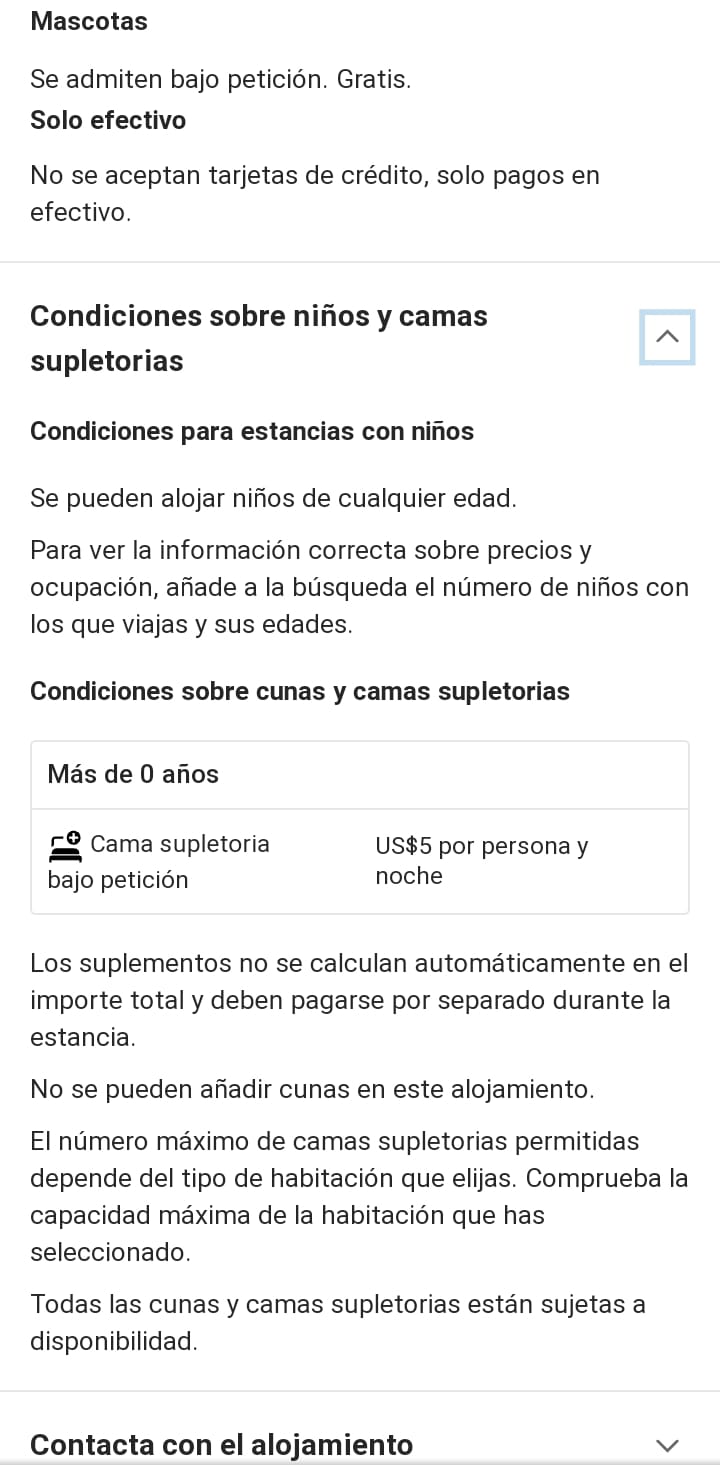 Mascotas
Se admiten bajo petición. Gratis.
Solo efectivo
No se aceptan tarjetas de crédito, solo pagos en
efectivo.
Condiciones sobre niños y camas
supletorias
Condiciones para estancias con niños
Se pueden alojar niños de cualquier edad.
Para ver la información correcta sobre precios y
ocupación, añade a la búsqueda el número de niños con
los que viajas y sus edades.
Condiciones sobre cunas y camas supletorias
Más de 0 años
Cama supletoria
bajo petición
US$5 por persona y
noche
Los suplementos no se calculan automáticamente en el
importe total y deben pagarse por separado durante la
estancia.
No se pueden añadir cunas en este alojamiento.
El número máximo de camas supletorias permitidas
depende del tipo de habitación que elijas. Comprueba la
capacidad máxima de la habitación que has
seleccionado.
Todas las cunas y camas supletorias están sujetas a
disponibilidad.
Contacta con el alojamiento